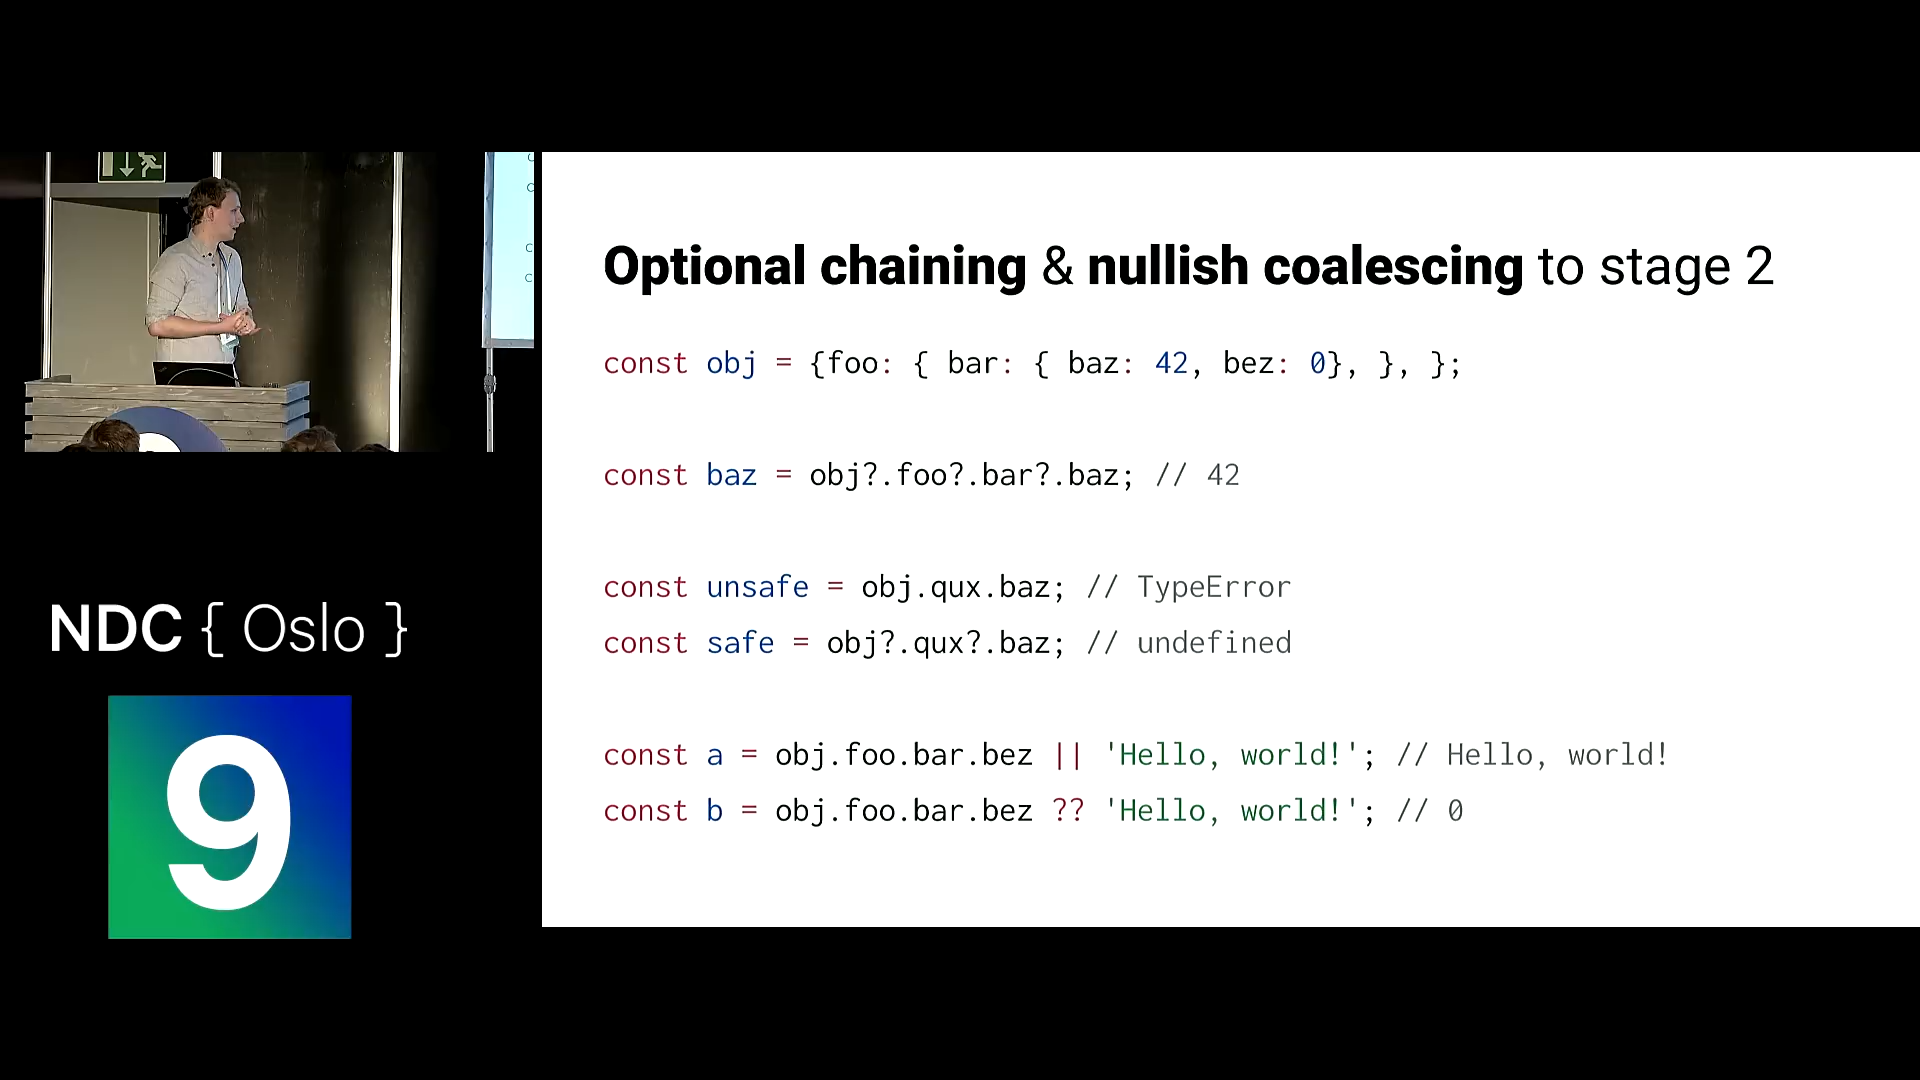 Optional chaining & nullish coalescing to stage 2
const obj = {foo: { bar: { baz: 42, bez: 0}, }, };
const baz = obj?.foo?.bar?.baz; // 42
const unsafe = obj.qux.baz; // TypeError
const safe = obj?.qux?.baz; // undefined
const a = obj.foo.bar.bez || 'Hello, world!'; // Hello, world!
const b = obj.foo.bar.bez ?? 'Hello, world!'; // 0
NDC { Oslo }
9